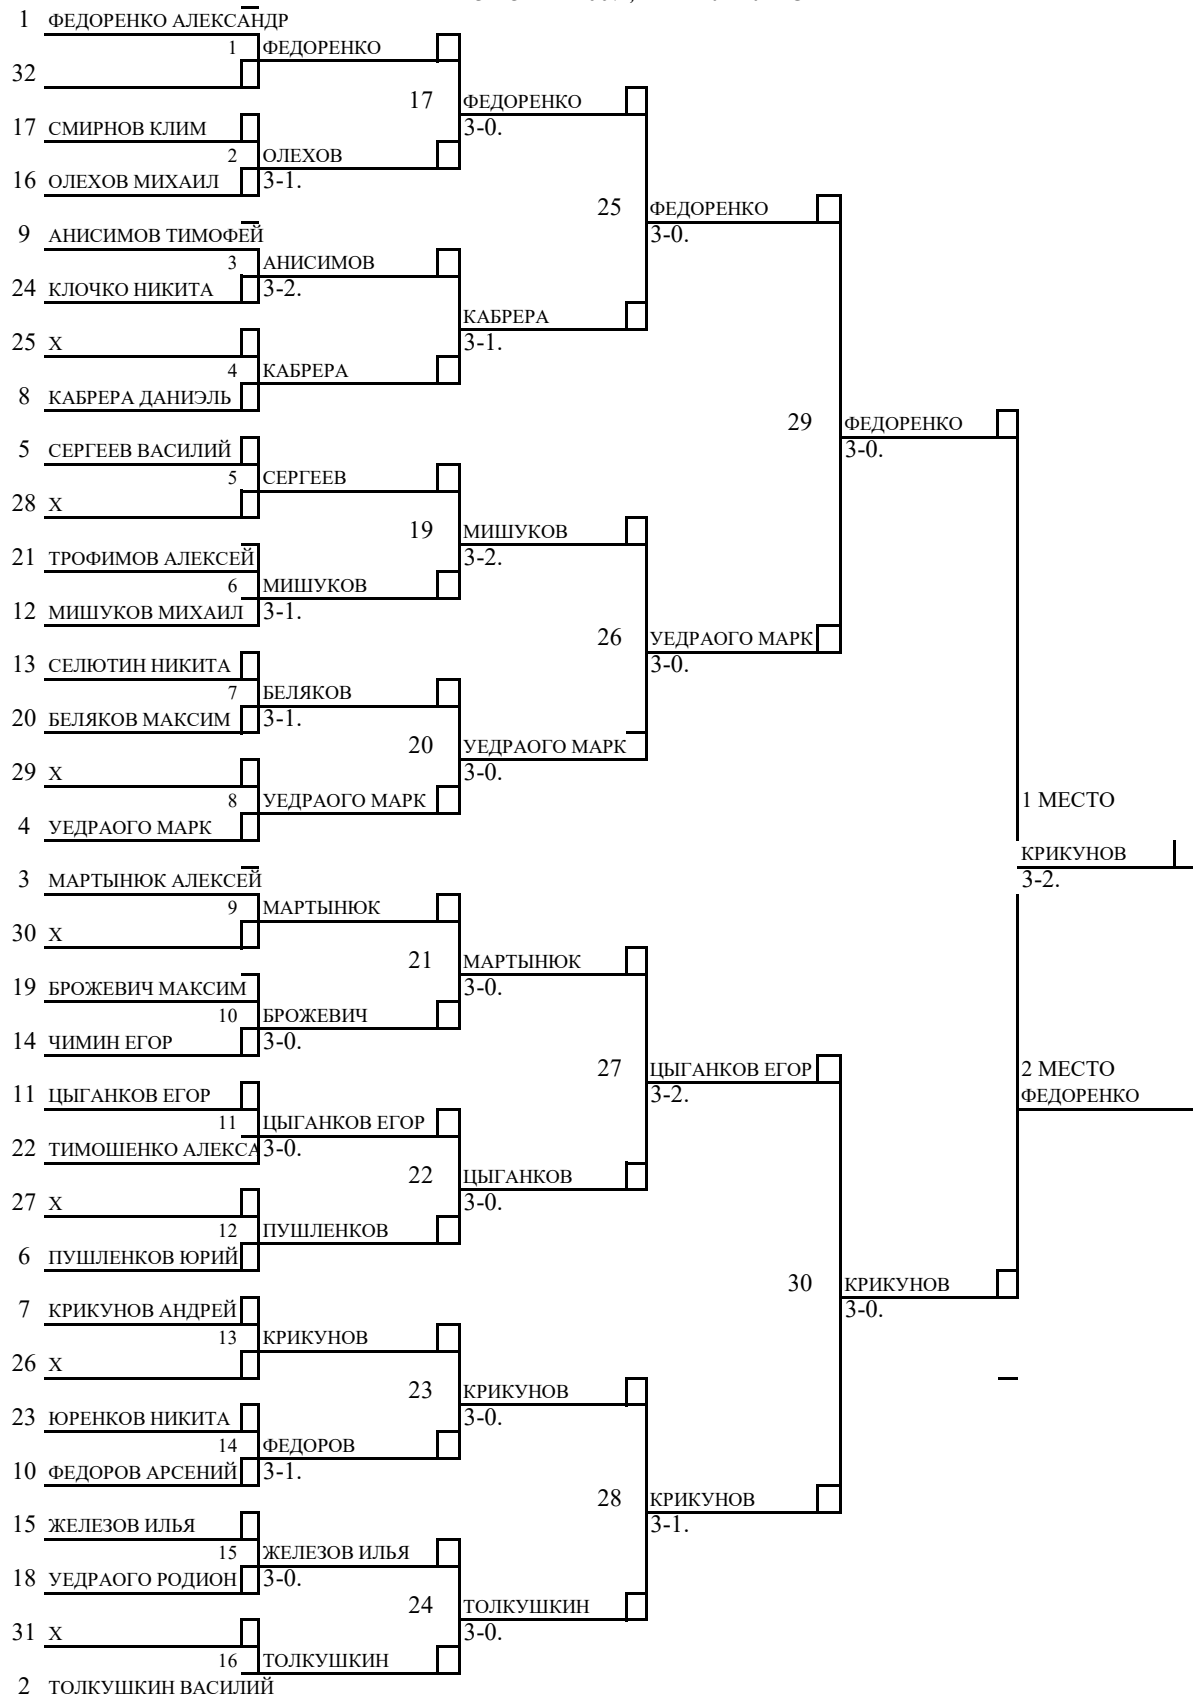 1 ФЕДОРЕНКО АЛЕКСАНДР
1 ФЕДОРЕНКО
32
17 ФЕДОРЕНКО
17 СМИРНОВ КЛИМ
3-0.
2 ОЛЕХОВ
16 ОЛЕХОВ МИХАИЛ 3-1.
25 ФЕДОРЕНКО
9 АНИСИМОВ ТИМОФЕЙ
3-0.
3 АНИСИМОВ
24 КЛОЧКО НИКИТА 3-2.
КАБРЕРА
25 X
3-1.
4 КАБРЕРА
8 КАБРЕРА ДАНИЭЛЬ
29 ФЕДОРЕНКО
5 СЕРГЕЕВ ВАСИЛИЙ
3-0.
5 СЕРГЕЕВ
28 X
19 МИШУКОВ
21 ТРОФИМОВ АЛЕКСЕЙ
3-2.
6 МИШУКОВ
12 МИШУКОВ МИХАИЛ 3-1.
26 УЕДРАОГО МАРК
13 СЕЛЮТИН НИКИТА
3-0.
7 БЕЛЯКОВ
20 БЕЛЯКОВ МАКСИМ 3-1.
20 УЕДРАОГО МАРК
29 X
3-0.
8 УЕДРАОГО МАРК
1 МЕСТО
4 УЕДРАОГО МАРК
КРИКУНОВ
3 МАРТЫНЮК АЛЕКСЕЙ
3-2.
9 МАРТЫНЮК
30 X
21 МАРТЫНЮК
19 БРОЖЕВИЧ МАКСИМ
3-0.
10 БРОЖЕВИЧ
14 ЧИМИН ЕГОР 3-0.
27 ЦЫГАНКОВ ЕГОР
2 МЕСТО
11 ЦЫГАНКОВ ЕГОР
3-2.
ФЕДОРЕНКО
11 ЦЫГАНКОВ ЕГОР
22 ТИМОШЕНКО АЛЕКСА 3-0.
22 ЦЫГАНКОВ
27 X
3-0.
12 ПУШЛЕНКОВ
6 ПУШЛЕНКОВ ЮРИЙ
30 КРИКУНОВ
7 КРИКУНОВ АНДРЕЙ
3-0.
13 КРИКУНОВ
26 X
23 КРИКУНОВ
23 ЮРЕНКОВ НИКИТА
3-0.
14 ФЕДОРОВ
10 ФЕДОРОВ АРСЕНИЙ 3-1.
28 КРИКУНОВ
15 ЖЕЛЕЗОВ ИЛЬЯ
3-1.
15 ЖЕЛЕЗОВ ИЛЬЯ
18 УЕДРАОГО РОДИОН 3-0.
24 ТОЛКУШКИН
31 X
3-0.
16 ТОЛКУШКИН
2 ТОЛКУШКИН ВАСИЛИЙ